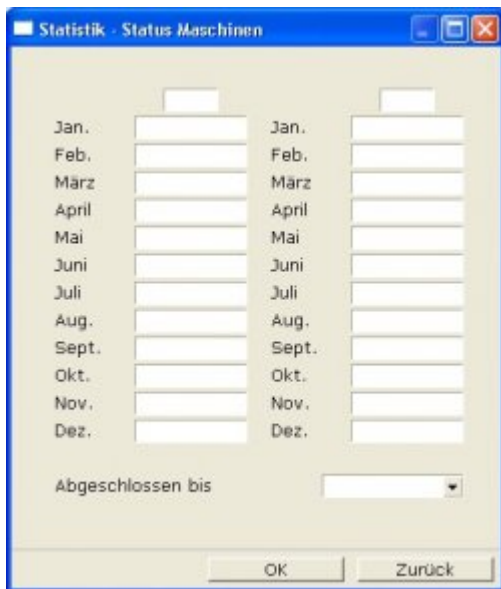 Statistik - Status Maschinen
Jan. Jan.
Feb. Feb.
März März
April April
Mai Mai
Juni Juni
Juli Juli
Aug. Aug.
Sept. Sept.
Okt. Okt.
Nov. Nov.
Dez. Dez.
Abgeschlossen bis
OK Zurück